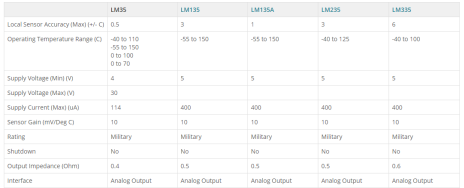 LM35 LM135 LM135A LM235 LM335
Local Sensor Accuracy (Max) (+/- C) 0.5 3 1 3 6
Operating Temperature Range (C) -40 to 110 -55 to 150 -55 to 150 -40 to 125 -40 to 100
-55 to 150
0 to 100
0 to 70
Supply Voltage (Min) (V) 4 5 5 5 5
Supply Voltage (Max) (V) 30
Supply Current (Max) (uA) 114 400 400 400 400
Sensor Gain (mV/Deg C) 10 10 10 10 10
Rating Military Military Military Military Military
Shutdown No No No No No
Output Impedance (Ohm) 0.4 0.5 0.5 0.5 0.6
Interface Analog Output Analog Output Analog Output Analog Output Analog Output